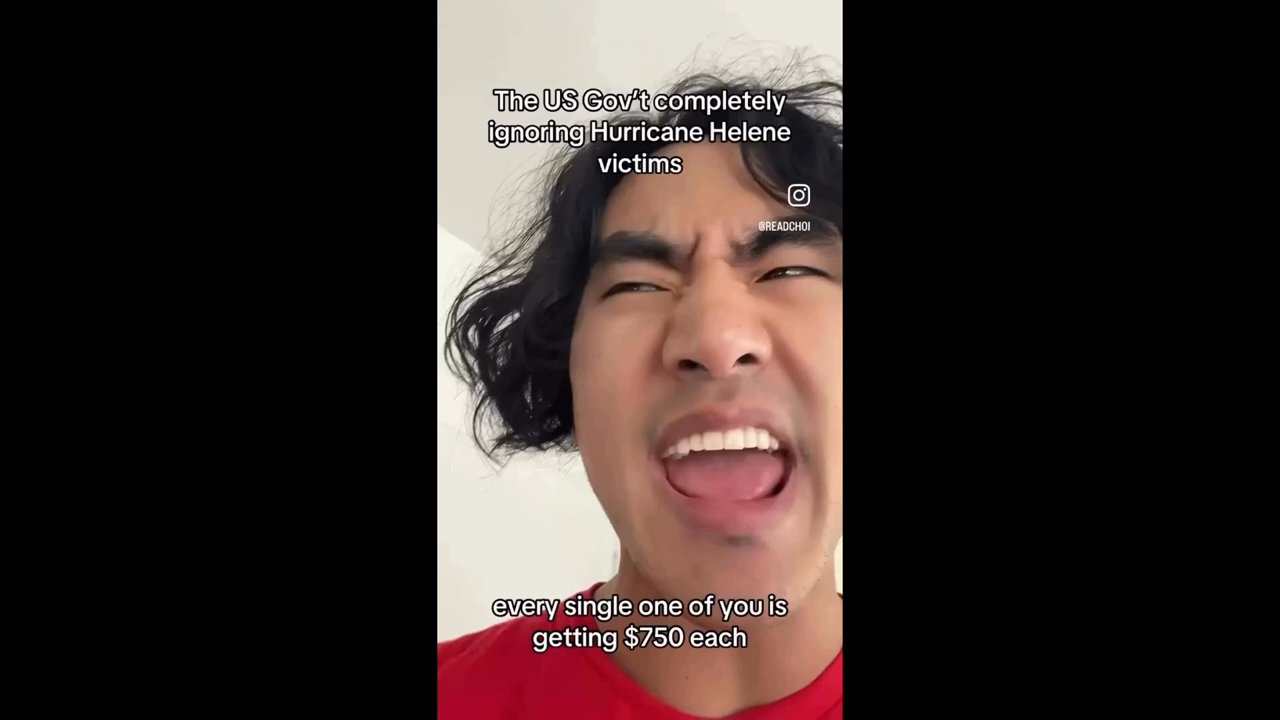 The US Gov't completely
ignoring Hurricane Helene
victims
@READCHOI
every single one of you is
getting $750 each